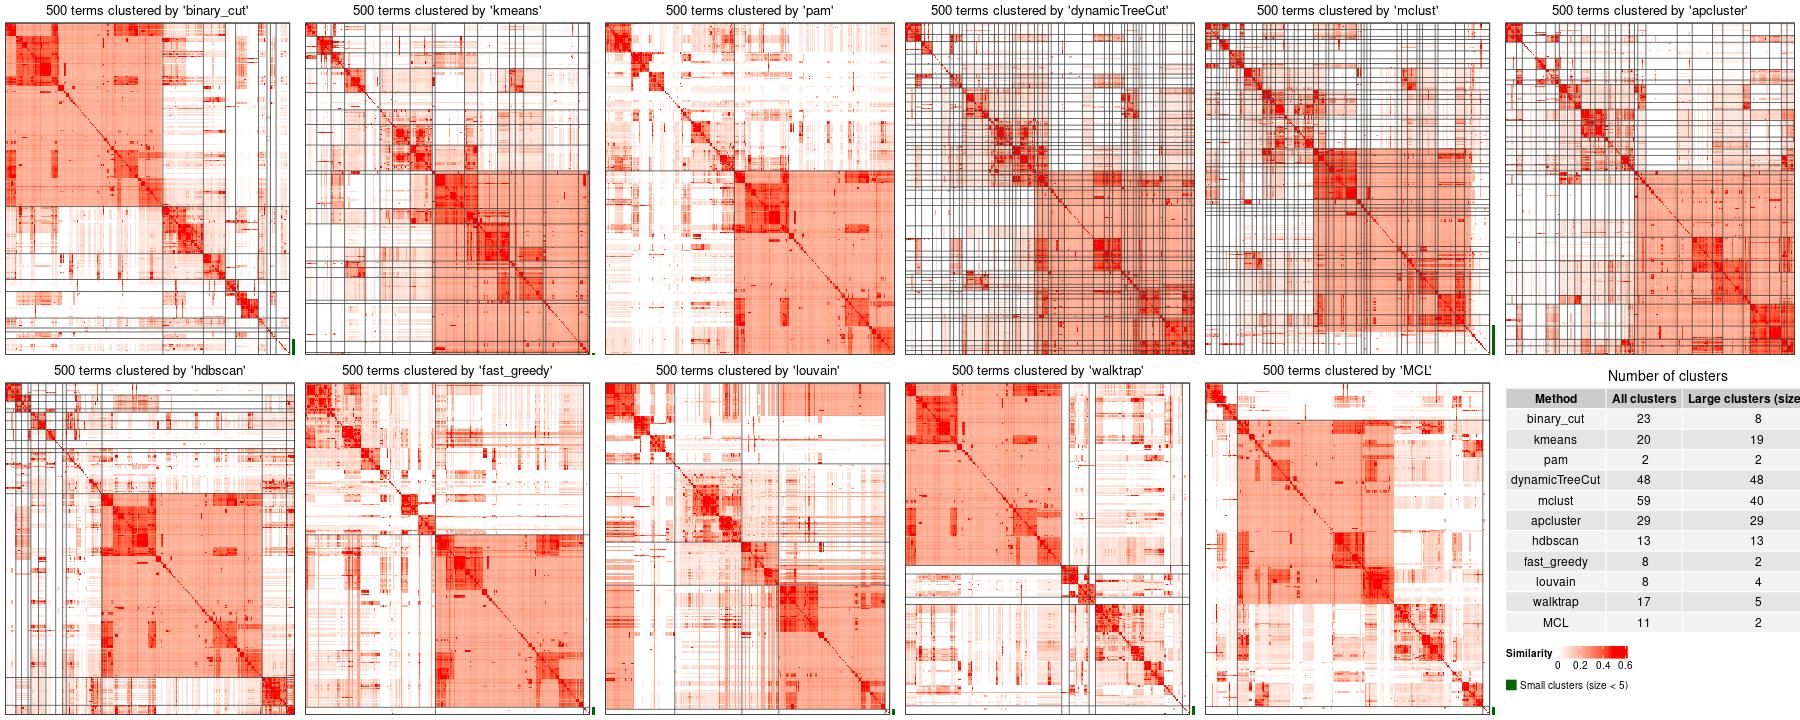 500 terms clustered by 'binary_cut'
500 terms clustered by 'kmeans'
500 terms clustered by 'pam'
500 terms clustered by 'dynamicTreeCut'
500 terms clustered by 'mclust'
500 terms clustered by 'apcluster'
500 terms clustered by 'hdbscan'
500 terms clustered by 'fast_greedy'
500 terms clustered by 'louvain'
500 terms clustered by 'walktrap'
500 terms clustered by 'MCL'
Number of clusters
Method All clusters Large clusters (size
binary_cut 23 8
kmeans 20 19
pam 2 2
dynamicTreeCut 48 48
mclust 59 40
apcluster 29 29
hdbscan 13 13
fast_greedy 8 2
louvain 8 4
walktrap 17 5
MCL 11 2
Similarity
0 0.2 0.4 0.6
Small clusters (size < 5)